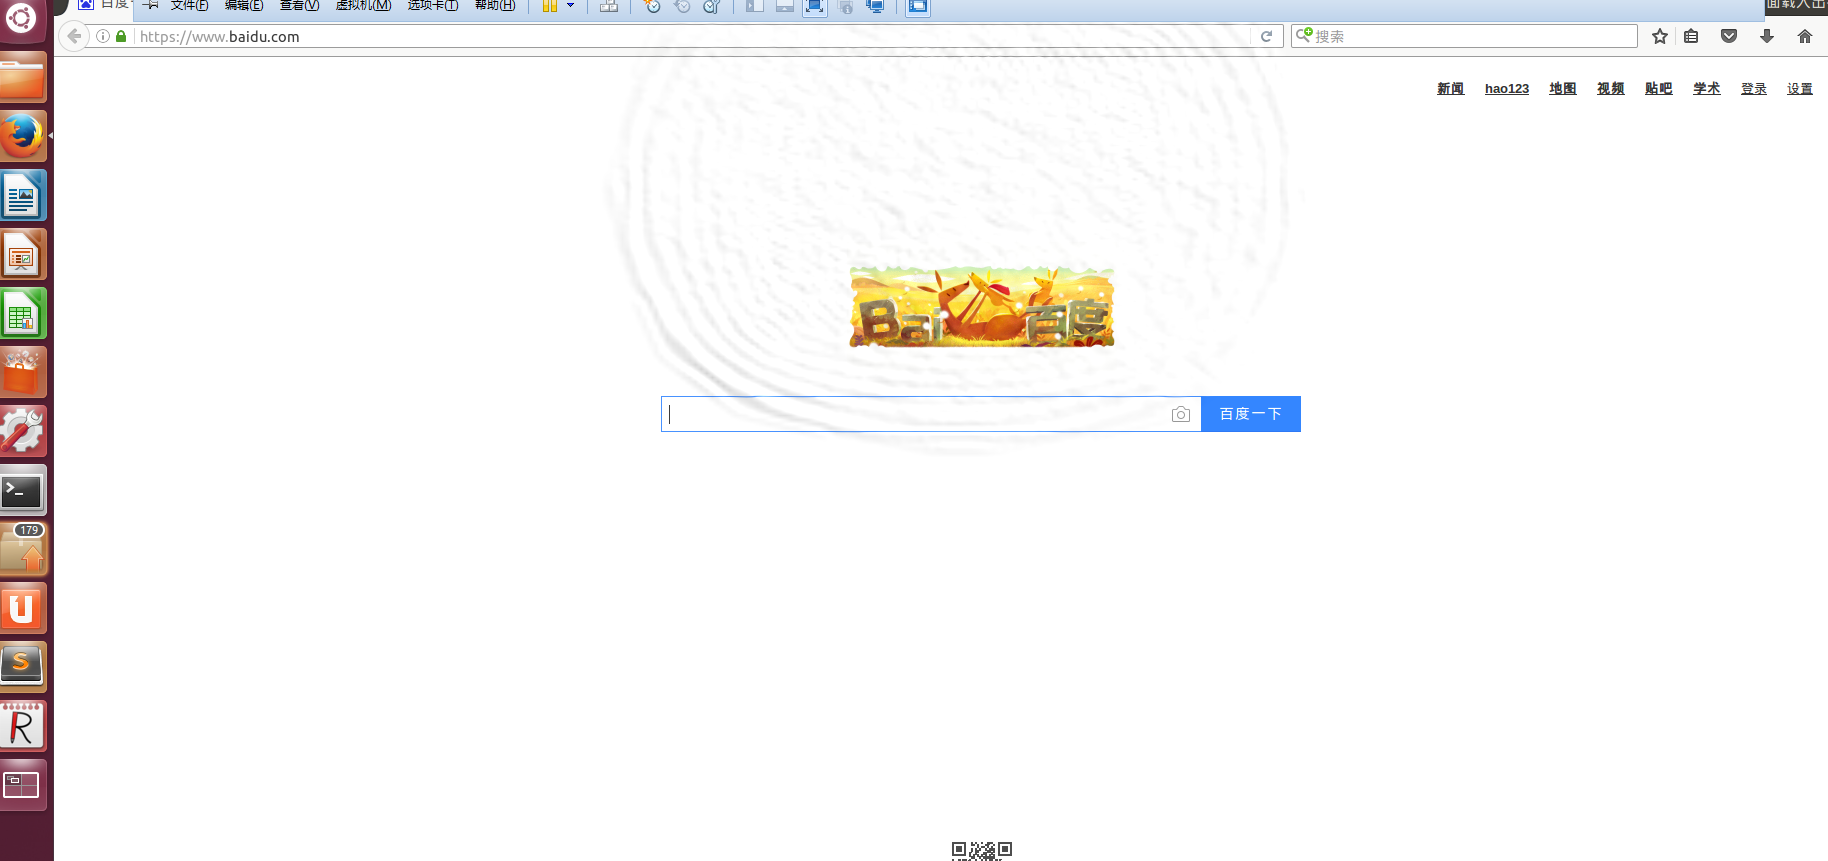 百度
文件(F) 编辑(E) 查看(V) 虚拟机(M) 选项卡(T) 帮助(H)
https://www.baidu.com
搜索
新闻 hao123 地图 视频 贴吧 学术 登录 设置
Bai 百度
百度一下
179